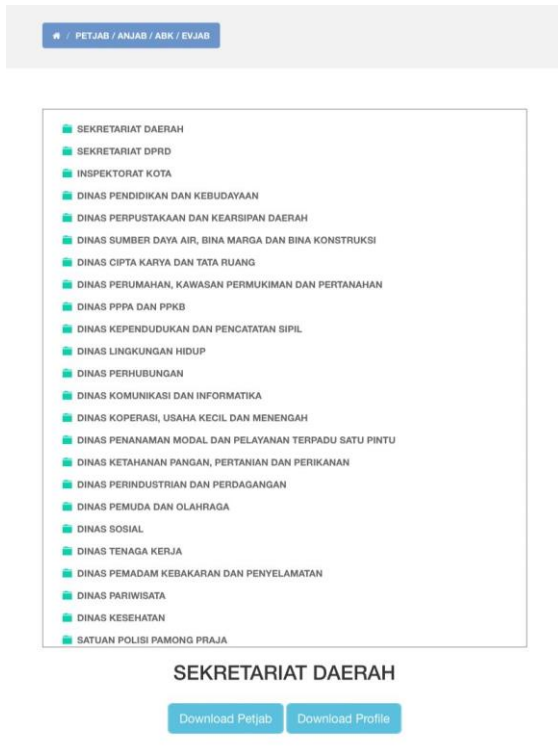 / PETJAB / ANJAB / ABK / EVJAB
SEKRETARIAT DAERAH
SEKRETARIAT DPRD
INSPEKTORAT KOTA
DINAS PENDIDIKAN DAN KEBUDAYAAN
DINAS PERPUSTAKAAN DAN KEARSIPAN DAERAH
DINAS SUMBER DAYA AIR, BINA MARGA DAN BINA KONSTRUKSI
DINAS CIPTA KARYA DAN TATA RUANG
DINAS PERUMAHAN, KAWASAN PERMUKIMAN DAN PERTANAHAN
DINAS PPPA DAN PPKB
DINAS KEPENDUDUKAN DAN PENCATATAN SIPIL
DINAS LINGKUNGAN HIDUP
DINAS PERHUBUNGAN
DINAS KOMUNIKASI DAN INFORMATIKA
DINAS KOPERASI, USAHA KECIL DAN MENENGAH
DINAS PENANAMAN MODAL DAN PELAYANAN TERPADU SATU PINTU
DINAS KETAHANAN PANGAN, PERTANIAN DAN PERIKANAN
DINAS PERINDUSTRIAN DAN PERDAGANGAN
DINAS PEMUDA DAN OLAHRAGA
DINAS SOSIAL
DINAS TENAGA KERJA
DINAS PEMADAM KEBAKARAN DAN PENYELAMATAN
DINAS PARIWISATA
DINAS KESEHATAN
SATUAN POLISI PAMONG PRAJA
SEKRETARIAT DAERAH
Download Petjab Download Profile